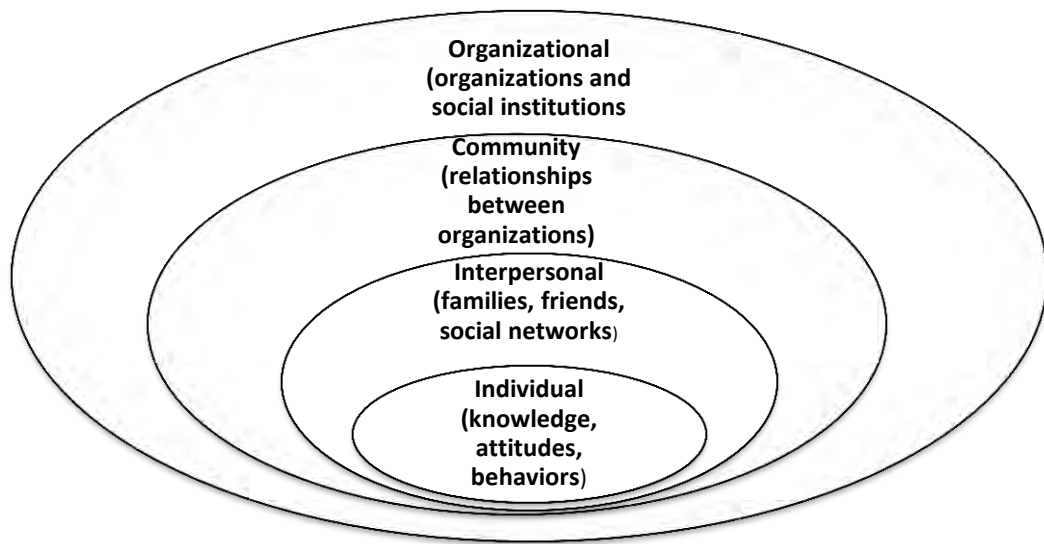 Organizational
(organizations and
social institutions
Community
(relationships
between
organizations)
Interpersonal
(families, friends,
social networks)
Individual
(knowledge,
attitudes,
behaviors)